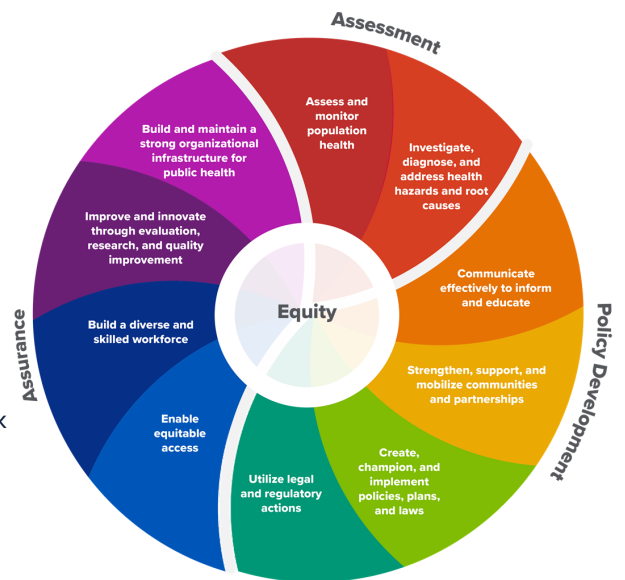 Assessment
Assess and
monitor
population
health
Investigate,
diagnose, and
address health
hazards and root
causes
Policy Development
Communicate
effectively to inform
and educate
Strengthen, support, and
mobilize communities
and partnerships
Create,
champion, and
implement
policies, plans,
and laws
Utilize legal
and regulatory
actions
Assurance
Enable
equitable
access
Build a diverse and
skilled workforce
Improve and innovate
through evaluation,
research, and quality
improvement
Build and maintain a
strong organizational
infrastructure for
public health
Equity